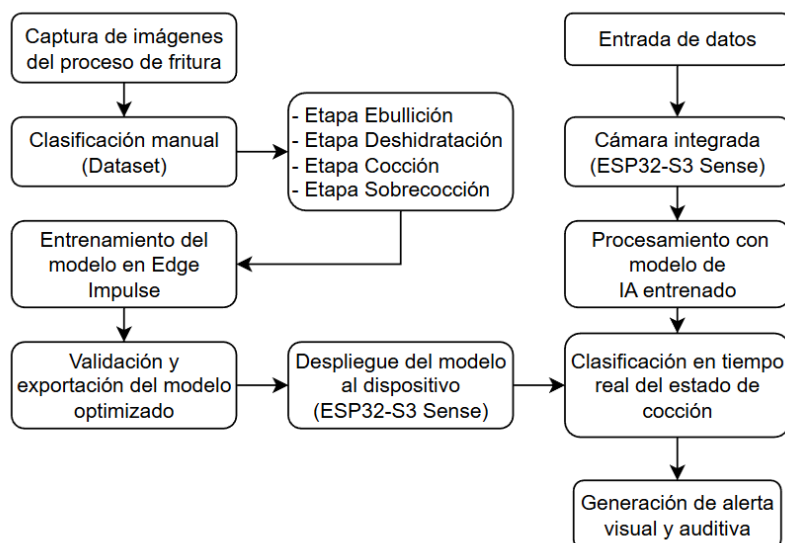 Captura de imágenes
del proceso de fritura
Clasificación manual
(Dataset)
- Etapa Ebullición
- Etapa Deshidratación
- Etapa Cocción
- Etapa Sobrecocción
Entrenamiento del
modelo en Edge
Impulse
Validación y
exportación del modelo
optimizado
Despliegue del modelo
al dispositivo
(ESP32-S3 Sense)
Entrada de datos
Cámara integrada
(ESP32-S3 Sense)
Procesamiento con
modelo de
IA entrenado
Clasificación en tiempo
real del estado de
cocción
Generación de alerta
visual y auditiva